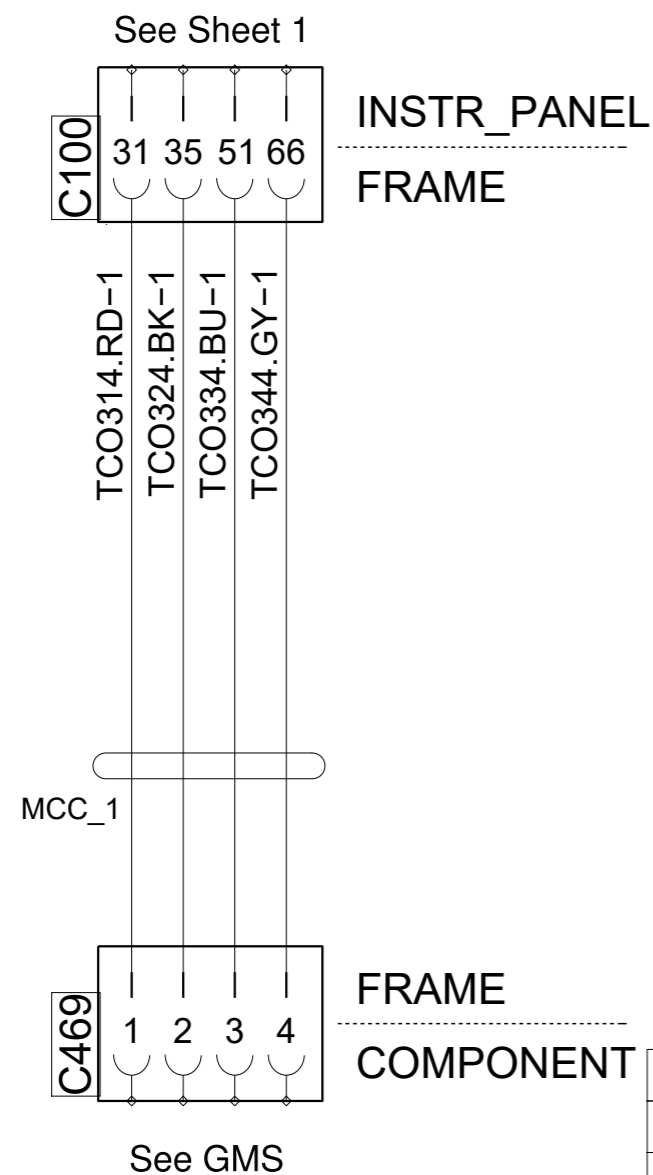 See Sheet 1
C100
31 35 51 66
INSTR_PANEL
FRAME
TCO314.RD−1
TCO324.BK−1
TCO334.BU−1
TCO344.GY−1
MCC_1
C469
1 2 3 4
FRAME
COMPONENT
See GMS